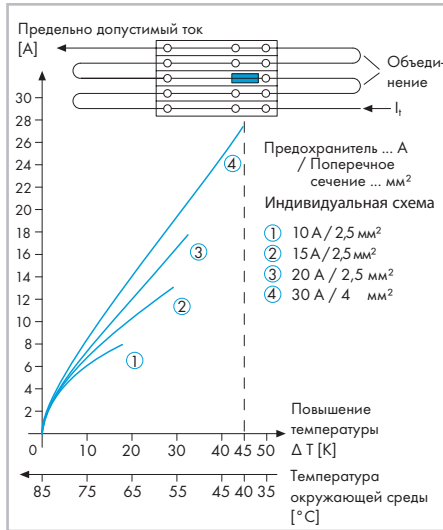 Предельно допустимый ток
[A]
Объеди-
нение
I₁
30
28
26
24
22
20
18
16
14
12
10
8
6
4
2
Предохранитель ... А
/ Поперечное
сечение ... мм²
Индивидуальная схема
① 10 А / 2,5 мм²
② 15 А / 2,5 мм²
③ 20 А / 2,5 мм²
④ 30 А / 4 мм²
④
③
②
①
0 10 20 30 40 45 50
Повышение
температуры
Δ T [K]
85 75 65 55 45 40 35
Температура
окружающей среды
[°C]